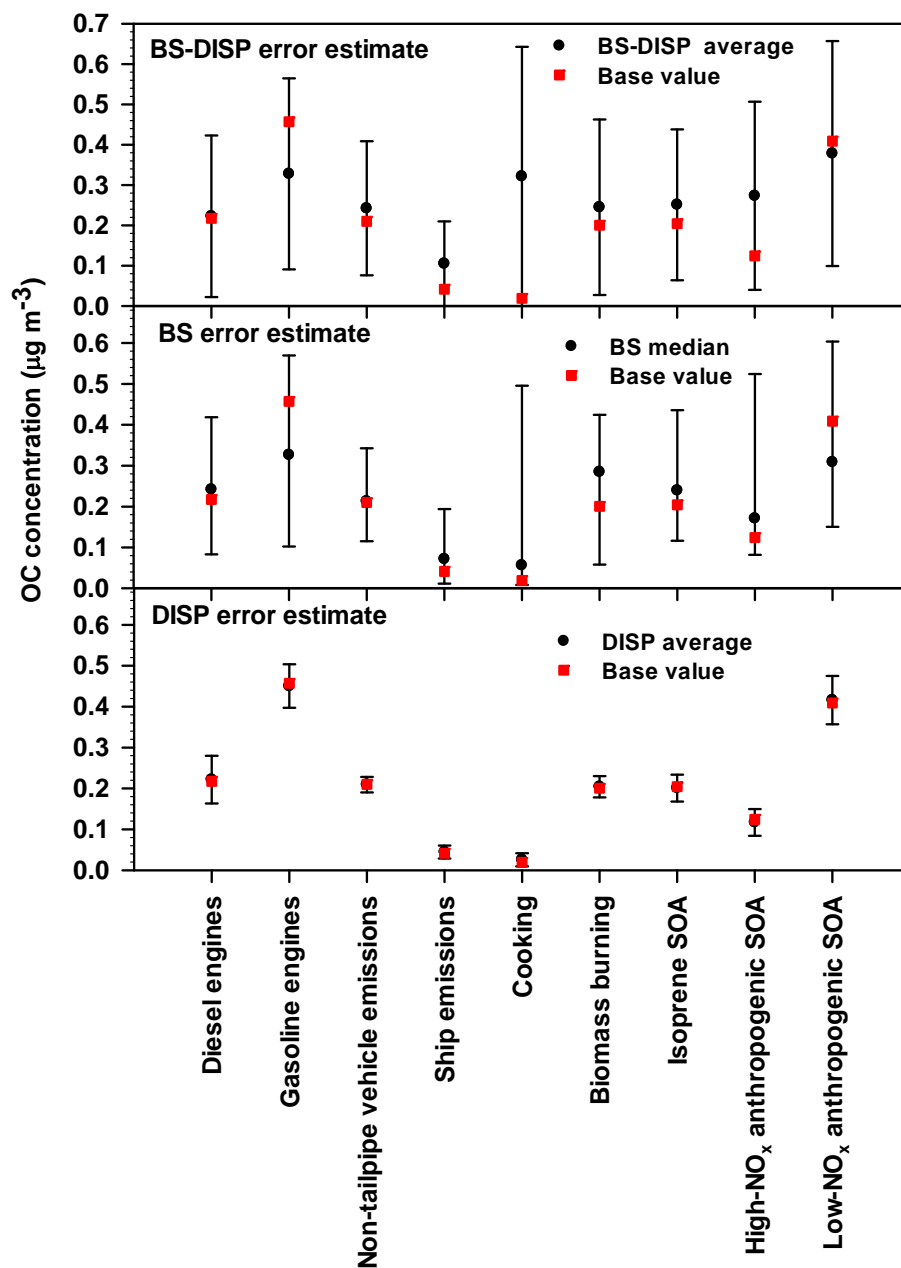 OC concentration (µg m⁻³)
0.7
0.6
0.5
0.4
0.3
0.2
0.1
0.0
BS-DISP error estimate
BS-DISP average
Base value
0.6
0.5
0.4
0.3
0.2
0.1
0.0
BS error estimate
BS median
Base value
0.6
0.5
0.4
0.3
0.2
0.1
0.0
DISP error estimate
DISP average
Base value
Diesel engines
Gasoline engines
Non-tailpipe vehicle emissions
Ship emissions
Cooking
Biomass burning
Isoprene SOA
High-NOₓ anthropogenic SOA
Low-NOₓ anthropogenic SOA